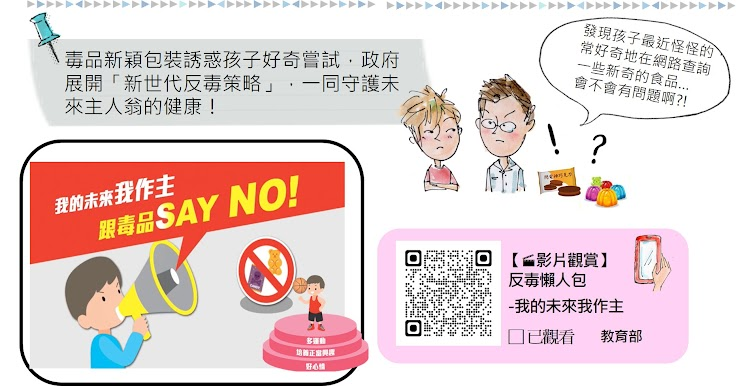 毒品新穎包裝誘惑孩子好奇嘗試，政府
展開「新世代反毒策略」，一同守護未
來主人翁的健康！
發現孩子最近怪怪的
常好奇地在網路查詢
一些新奇的食品...
會不會有問題啊?!
! ?
我的未來我作主
跟毒品SAY NO!
多運動
培養正當興趣
好心情
【🎬影片觀賞】
反毒懶人包
-我的未來我作主
□已觀看 教育部